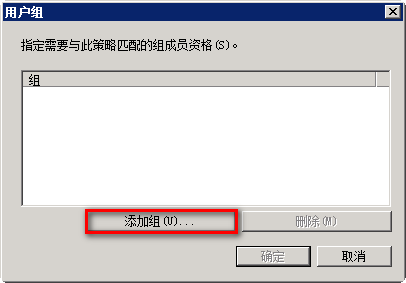 用户组
指定需要与此策略匹配的组成员资格(S)。
组
添加组(U)... 删除(M)
确定 取消